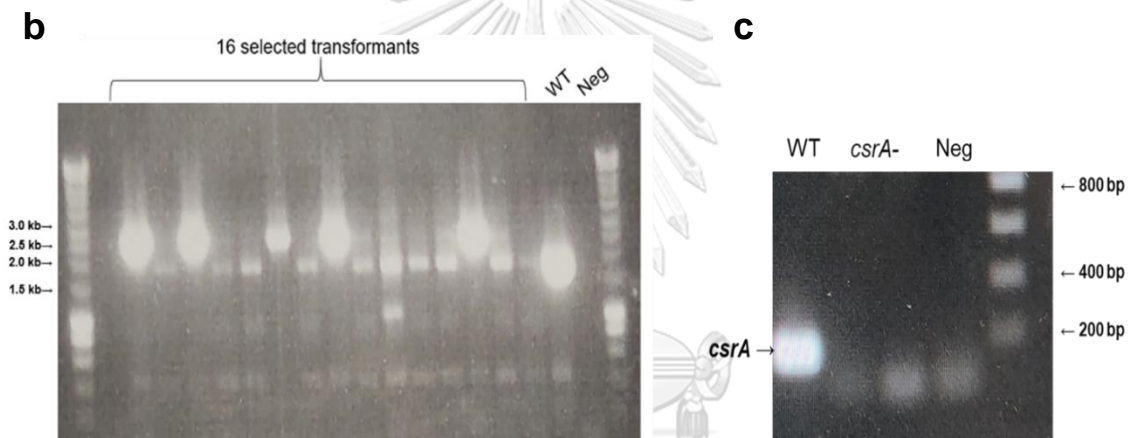 b
16 selected transformants
WT
Neg
3.0 kb→
2.5 kb→
2.0 kb→
1.5 kb→
c
WT csrA- Neg
←800 bp
←400 bp
←200 bp
csrA→